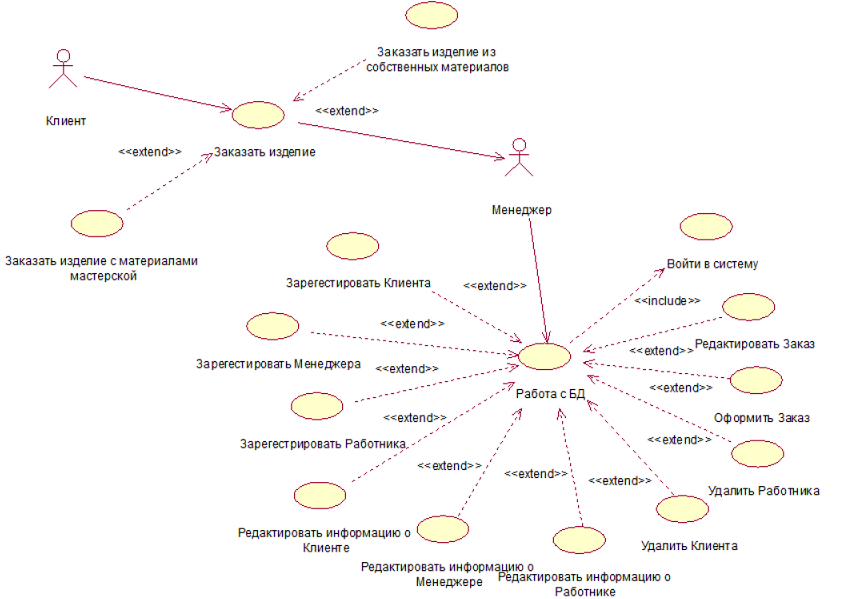 Заказать изделие из
собственных материалов
<<extend>>
Клиент
<<extend>>
Заказать изделие
Менеджер
Заказать изделие с материалами
мастерской
Войти в систему
Зарегестировать Клиента
<<extend>>
<<include>>
<<extend>>
Редактировать Заказ
<<extend>>
Зарегестировать Менеджера
<<extend>>
<<extend>>
Работа с БД
Оформить Заказ
<<extend>>
Зарегестрировать Работника
<<extend>>
<<extend>>
<<extend>>
<<extend>>
Удалить Работника
Редактировать информацию о
Клиенте
Удалить Клиента
Редактировать информацию о
Менеджере
Редактировать информацию о
Работнике